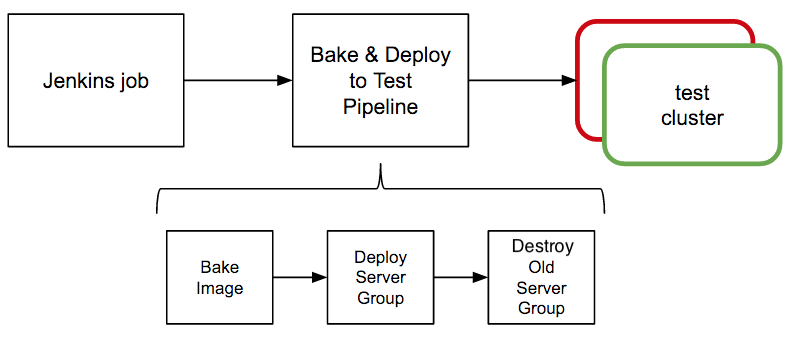 Jenkins job
Bake & Deploy
to Test
Pipeline
test
cluster
Bake
Image
Deploy
Server
Group
Destroy
Old
Server
Group